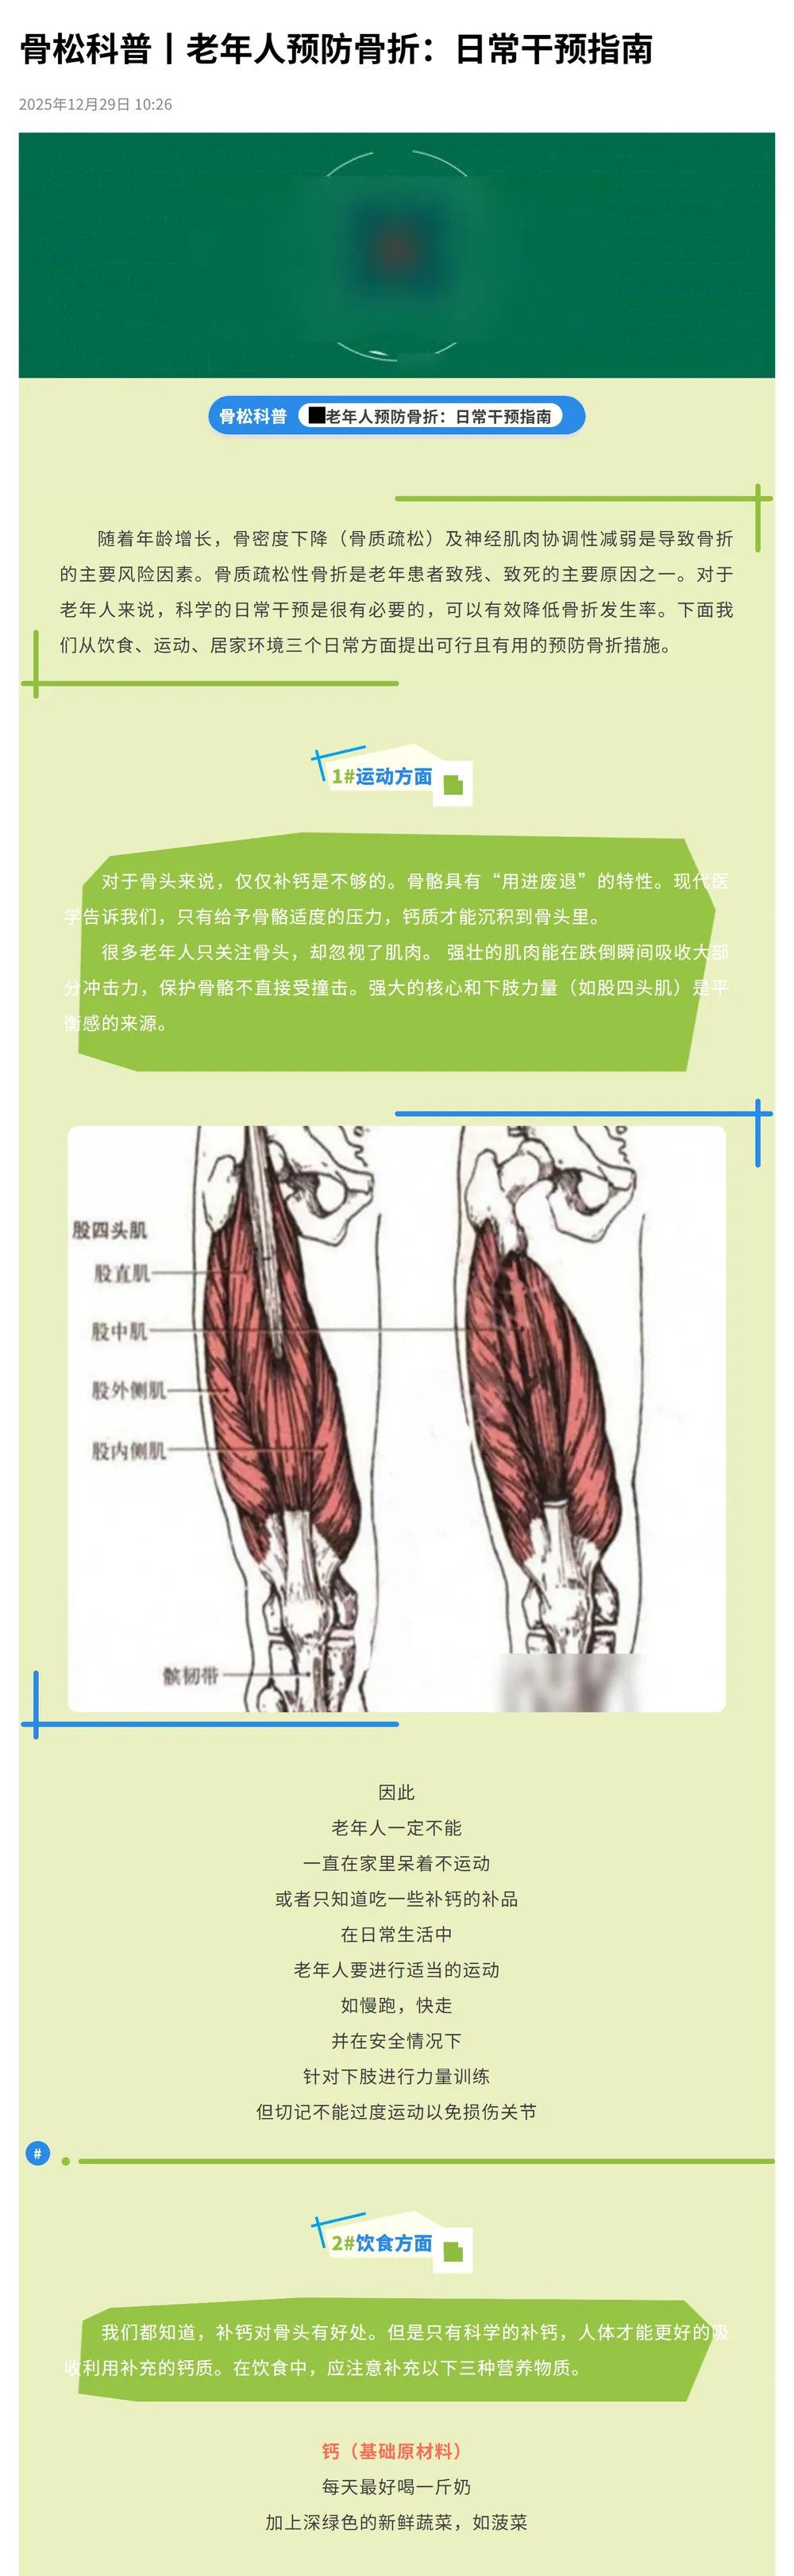 骨松科普丨老年人预防骨折：日常干预指南
2025年12月29日 10:26
骨松科普 老年人预防骨折：日常干预指南
随着年龄增长，骨密度下降（骨质疏松）及神经肌肉协调性减弱是导致骨折
的主要风险因素。骨质疏松性骨折是老年患者致残、致死的主要原因之一。对于
老年人来说，科学的日常干预是很有必要的，可以有效降低骨折发生率。下面我
们从饮食、运动、居家环境三个日常方面提出可行且有用的预防骨折措施。
1#运动方面
对于骨头来说，仅仅补钙是不够的。骨骼具有“用进废退”的特性。现代医
学告诉我们，只有给予骨骼适度的压力，钙质才能沉积到骨头里。
很多老年人只关注骨头，却忽视了肌肉。 强壮的肌肉能在跌倒瞬间吸收大部
分冲击力，保护骨骼不直接受撞击。强大的核心和下肢力量（如股四头肌）是平
衡感的来源。
股四头肌
股直肌
股中肌
股外侧肌
股内侧肌
髌韧带
因此
老年人一定不能
一直在家里呆着不运动
或者只知道吃一些补钙的补品
在日常生活中
老年人要进行适当的运动
如慢跑，快走
并在安全情况下
针对下肢进行力量训练
但切记不能过度运动以免损伤关节
#
2#饮食方面
我们都知道，补钙对骨头有好处。但是只有科学的补钙，人体才能更好的吸
收利用补充的钙质。在饮食中，应注意补充以下三种营养物质。
钙（基础原材料）
每天最好喝一斤奶
加上深绿色的新鲜蔬菜，如菠菜